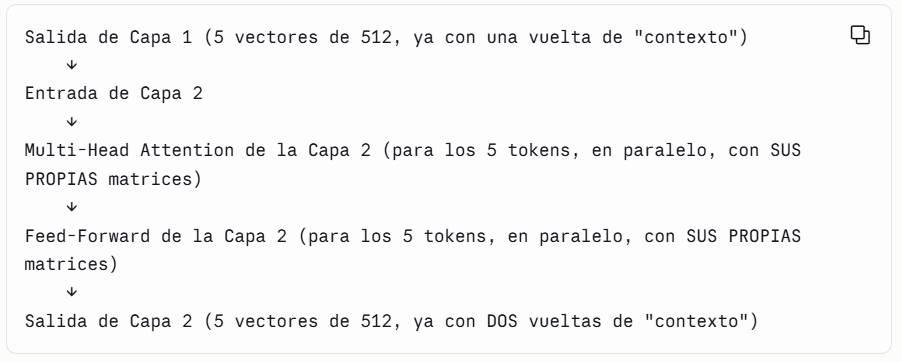 Salida de Capa 1 (5 vectores de 512, ya con una vuelta de "contexto")
↓
Entrada de Capa 2
↓
Multi-Head Attention de la Capa 2 (para los 5 tokens, en paralelo, con SUS
PROPIAS matrices)
↓
Feed-Forward de la Capa 2 (para los 5 tokens, en paralelo, con SUS PROPIAS
matrices)
↓
Salida de Capa 2 (5 vectores de 512, ya con DOS vueltas de "contexto")